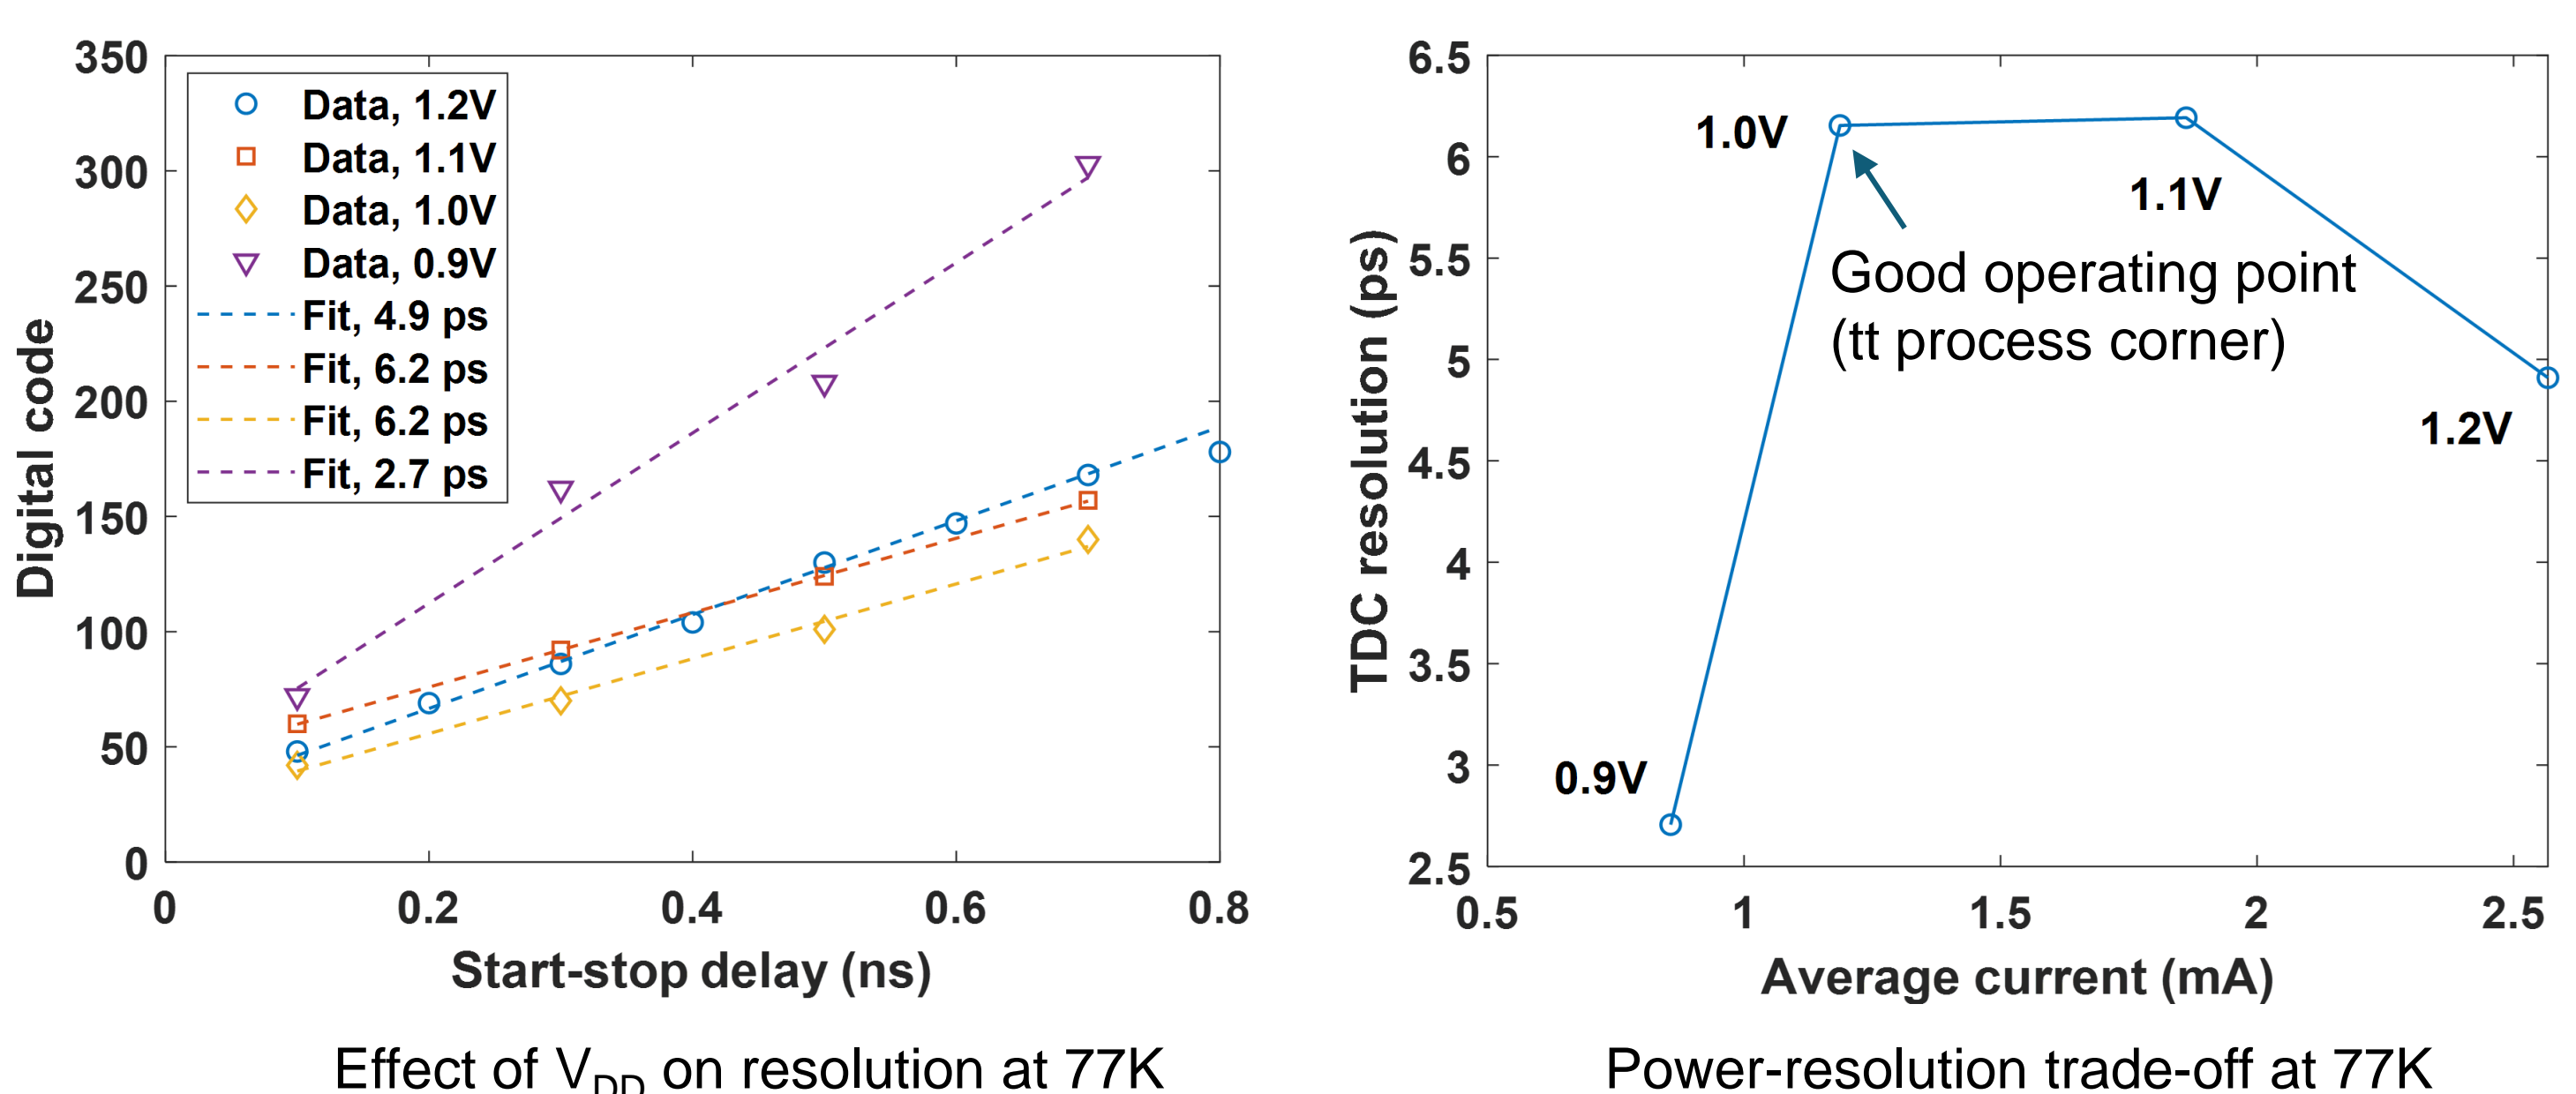 350
300
250
200
150
100
50
0
Digital code
Data, 1.2V
Data, 1.1V
Data, 1.0V
Data, 0.9V
Fit, 4.9 ps
Fit, 6.2 ps
Fit, 6.2 ps
Fit, 2.7 ps
0 0.2 0.4 0.6 0.8
Start-stop delay (ns)
Effect of VDD on resolution at 77K
6.5
6
5.5
5
4.5
4
3.5
3
2.5
TDC resolution (ps)
1.0V
1.1V
Good operating point
(tt process corner)
1.2V
0.9V
0.5 1 1.5 2 2.5
Average current (mA)
Power-resolution trade-off at 77K